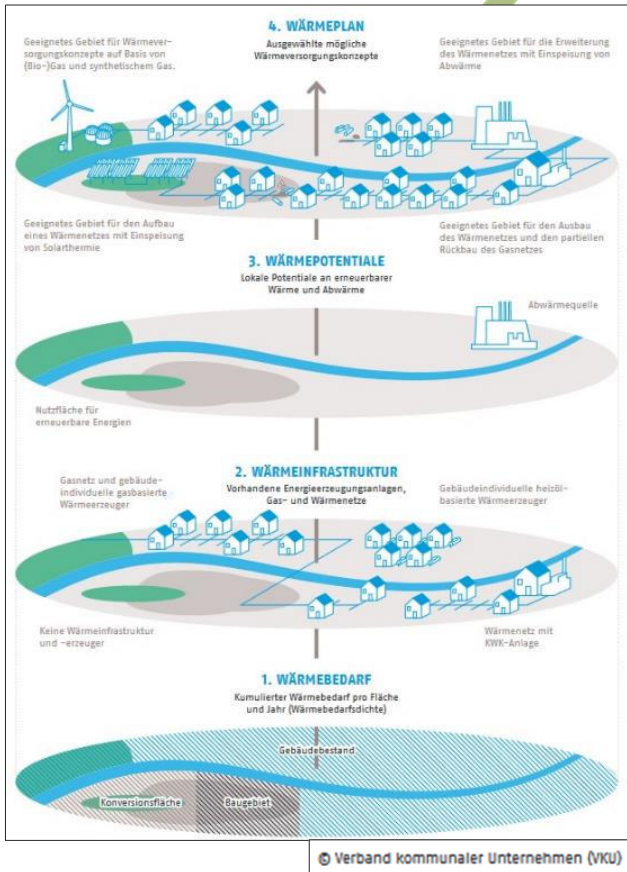 4. WÄRMEPLAN
Ausgewählte mögliche
Wärmeversorgungskonzepte
Geeignetes Gebiet für Wärmever-
sorgungskonzepte auf Basis von
(Bio-)Gas und synthetischem Gas.
Geeignetes Gebiet für die Erweiterung
des Wärmenetzes mit Einspeisung von
Abwärme
Geeignetes Gebiet für den Aufbau
eines Wärmenetzes mit Einspeisung
von Solarthermie
Geeignetes Gebiet für den Ausbau
des Wärmenetzes und den partiellen
Rückbau des Gasnetzes
3. WÄRMEPOTENTIALE
Lokale Potentiale an erneuerbarer
Wärme und Abwärme
Abwärmequelle
Nutzfläche für
erneuerbare Energien
2. WÄRMEINFRASTRUKTUR
Vorhandene Energieerzeugungsanlagen,
Gas- und Wärmenetze
Gasnetz und gebäude-
individuelle gasbasierte
Wärmeerzeuger
Gebäudeindividuelle heizöl-
basierte Wärmeerzeuger
Keine Wärmeinfrastruktur
und -erzeuger
Wärmenetz mit
KWK-Anlage
1. WÄRMEBEDARF
Kumulierter Wärmebedarf pro Fläche
und Jahr (Wärmebedarfsdichte)
Gebäudebestand
Konversionsfläche
Baugebiet
© Verband kommunaler Unternehmen (VKU)